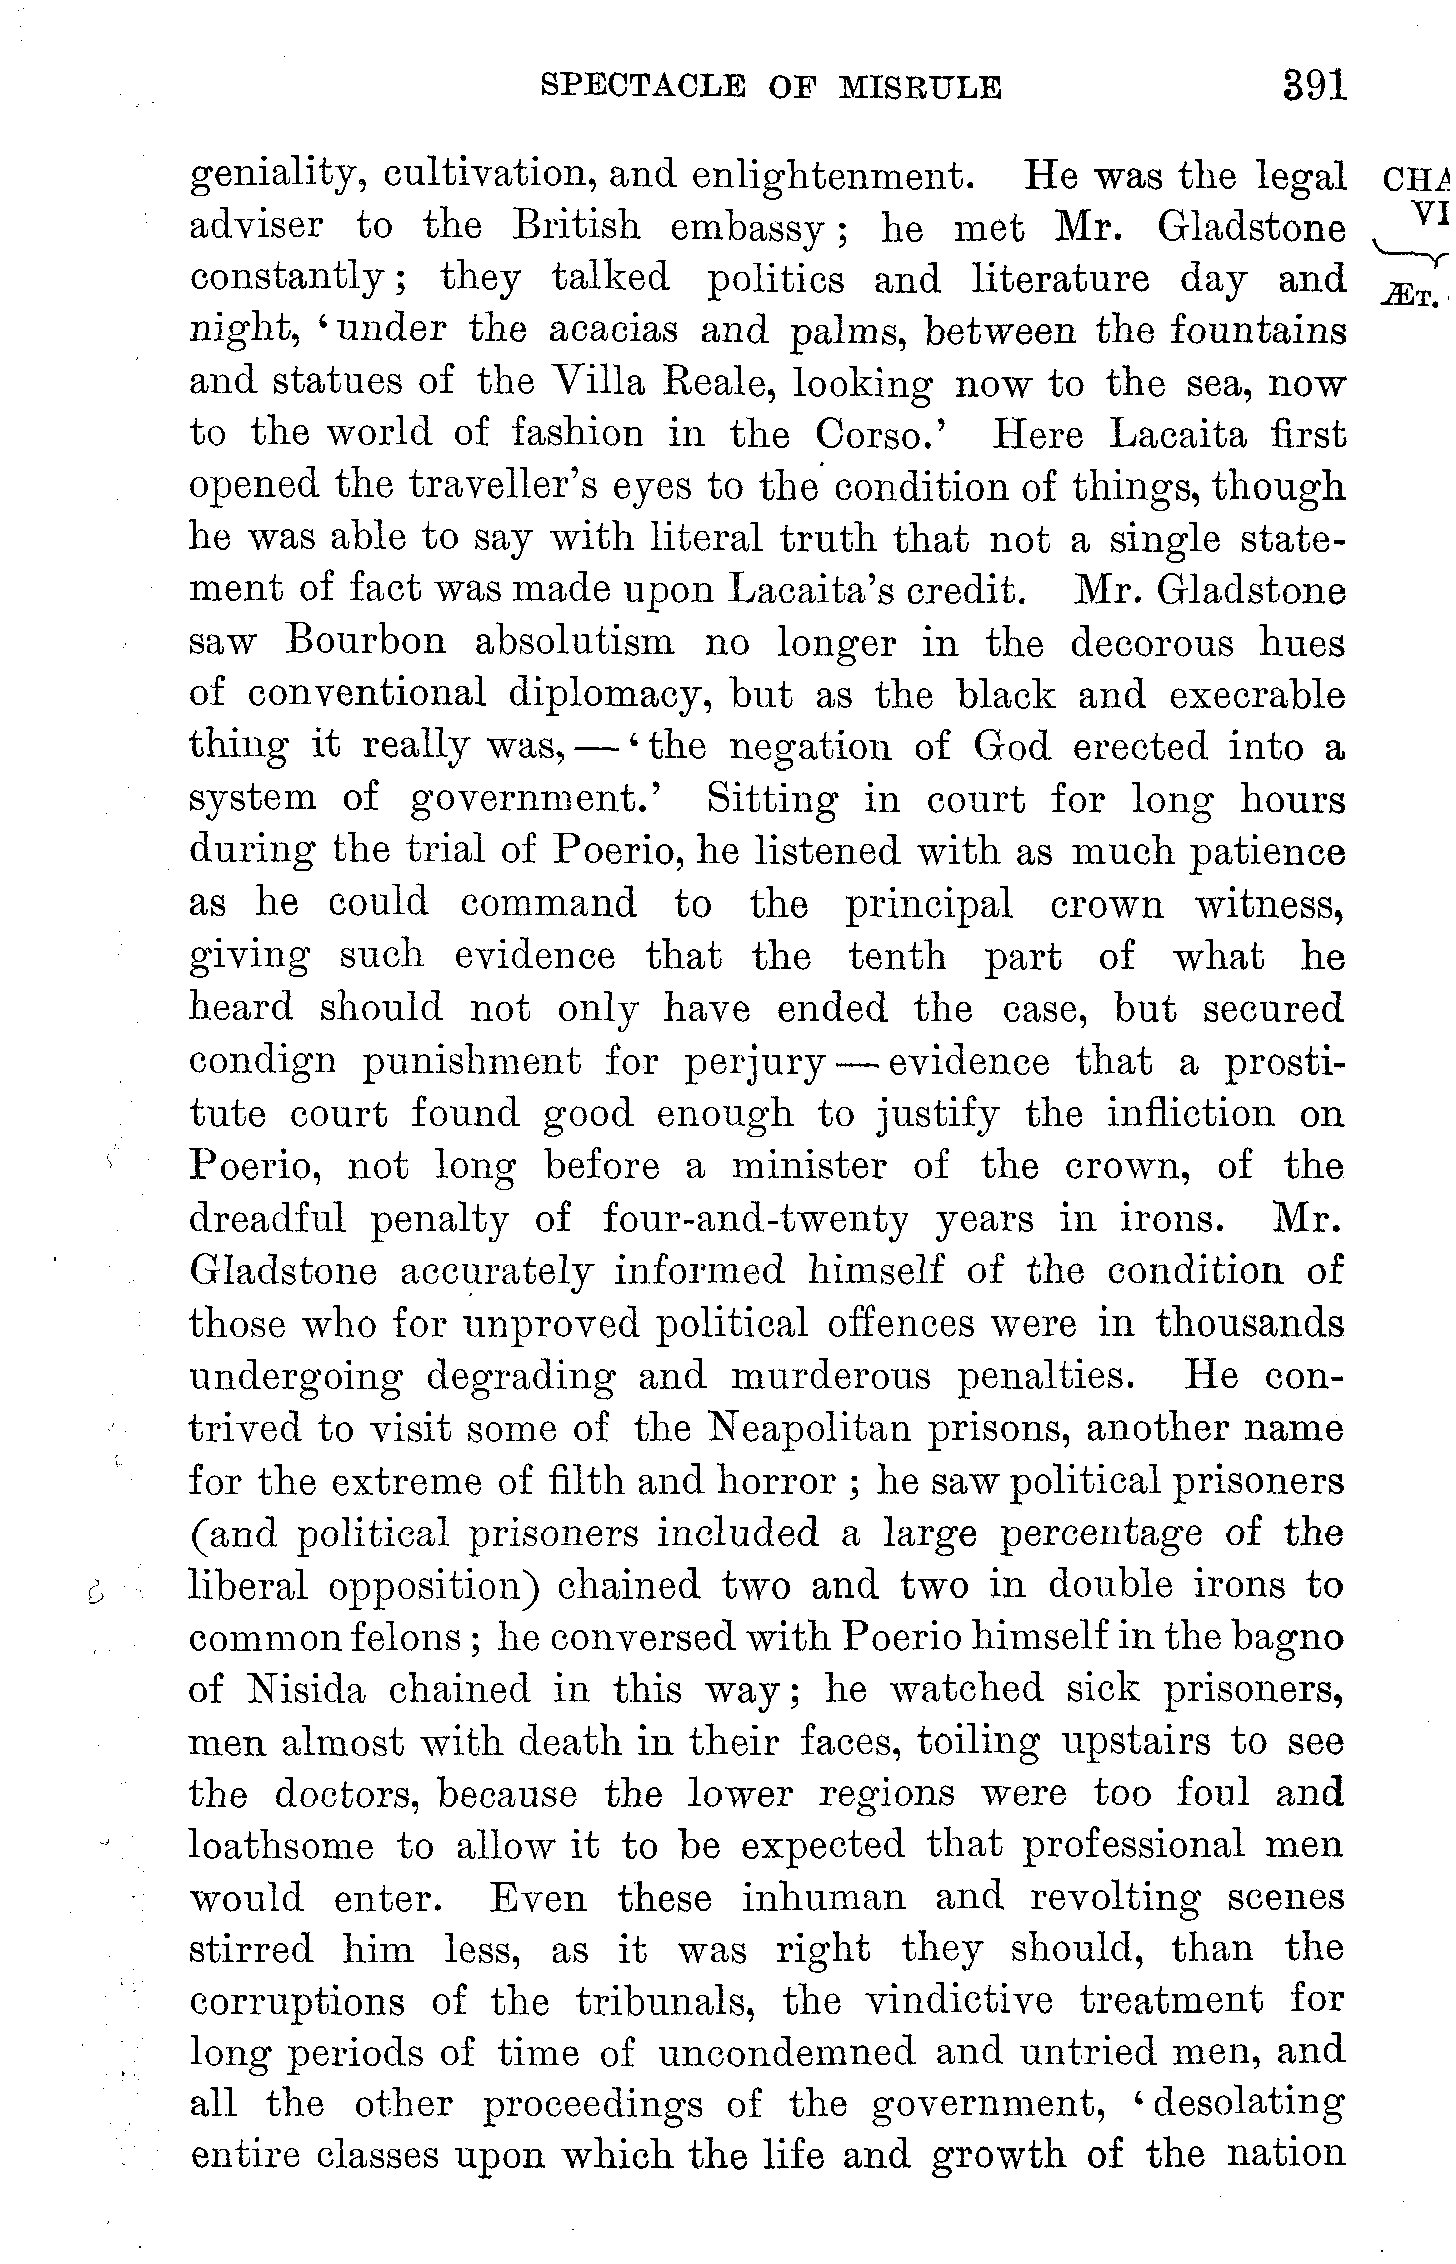 SPECTACLE OF MISRULE 391
geniality, cultivation, and enlightenment. He was the legal
adviser to the British embassy ; he met Mr. Gladstone
constantly ; they talked politics and literature day and
night, ‘ under the acacias and palms, between the fountains
and statues of the Villa Reale, looking now to the sea, now
to the world of fashion in the Corso.’ Here Lacaita first
opened the traveller’s eyes to the condition of things, though
he was able to say with literal truth that not a single state-
ment of fact was made upon Lacaita’s credit. Mr. Gladstone
saw Bourbon absolutism no longer in the decorous hues
of conventional diplomacy, but as the black and execrable
thing it really was, — ‘ the negation of God erected into a
system of government.’ Sitting in court for long hours
during the trial of Poerio, he listened with as much patience
as he could command to the principal crown witness,
giving such evidence that the tenth part of what he
heard should not only have ended the case, but secured
condign punishment for perjury — evidence that a prosti-
tute court found good enough to justify the infliction on
Poerio, not long before a minister of the crown, of the
dreadful penalty of four-and-twenty years in irons. Mr.
Gladstone accurately informed himself of the condition of
those who for unproved political offences were in thousands
undergoing degrading and murderous penalties. He con-
trived to visit some of the Neapolitan prisons, another name
for the extreme of filth and horror ; he saw political prisoners
(and political prisoners included a large percentage of the
liberal opposition) chained two and two in double irons to
common felons ; he conversed with Poerio himself in the bagno
of Nisida chained in this way ; he watched sick prisoners,
men almost with death in their faces, toiling upstairs to see
the doctors, because the lower regions were too foul and
loathsome to allow it to be expected that professional men
would enter. Even these inhuman and revolting scenes
stirred him less, as it was right they should, than the
corruptions of the tribunals, the vindictive treatment for
long periods of time of uncondemned and untried men, and
all the other proceedings of the government, ‘ desolating
entire classes upon which the life and growth of the nation
CHA
VI
ÆT.